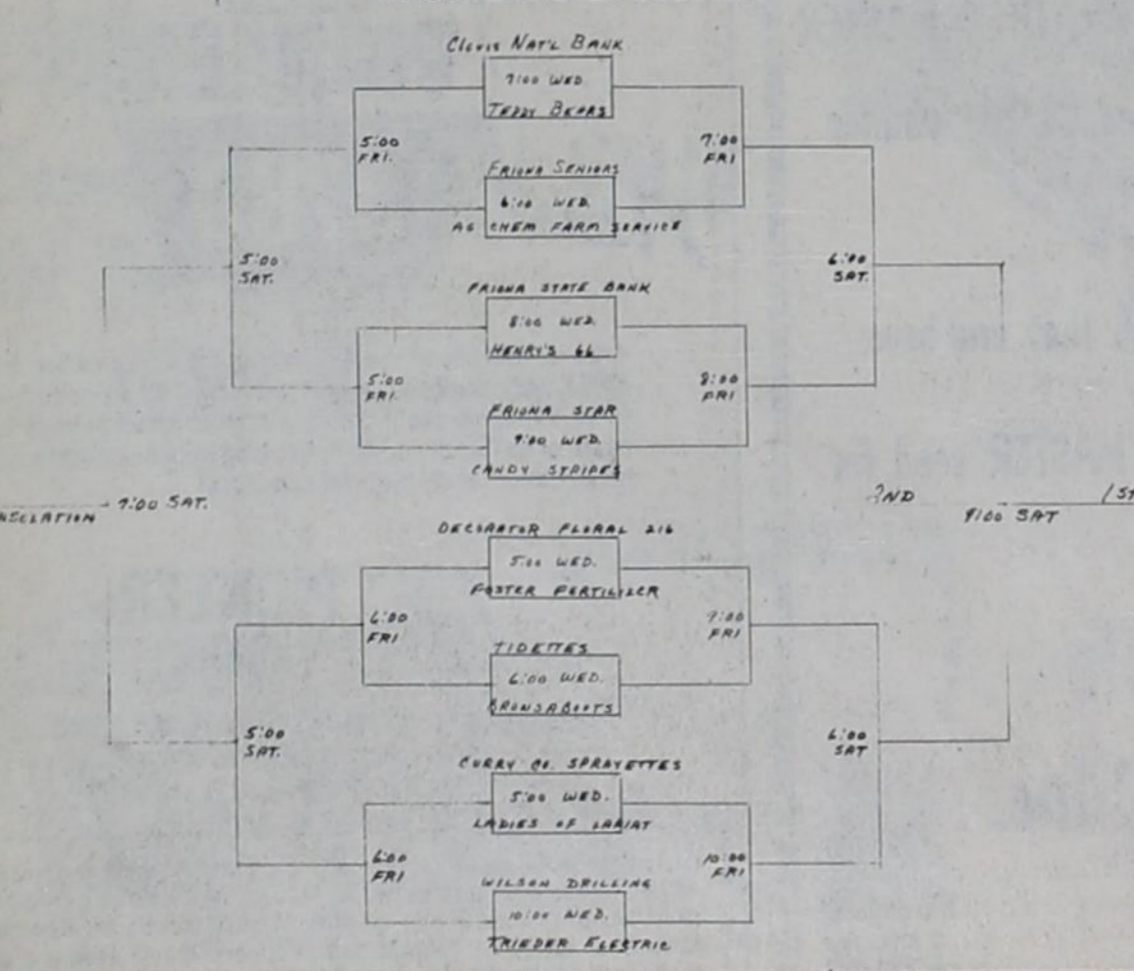 Clovis Nat'l Bank
7:00 WED.
TEDDY BEARS
5:00
FRI.
7:00
FRI
FRIONA SENIORS
6:00 WED.
AG CHEM FARM SERVICE
5:00
SAT.
6:00
SAT.
FRIONA STATE BANK
8:00 WED.
HENRY'S 66
5:00
FRI.
8:00
FRI
FRIONA STAR
9:00 WED.
CANDY STRIPES
7:00 SAT.
2ND
SAT
DECORATOR FLORAL 216
5:00 WED.
FOSTER FERTILIZER
6:00
FRI
9:00
FRI
TIDETTES
6:00 WED.
BRONSABOOTS
5:00
SAT.
6:00
SAT
CURRY CO. SPRAYETTES
5:00 WED.
LADIES OF LARIAT
6:00
FRI
10:00
FRI
WILSON DRILLING
10:00 WED.
TRIEDER ELECTRIC